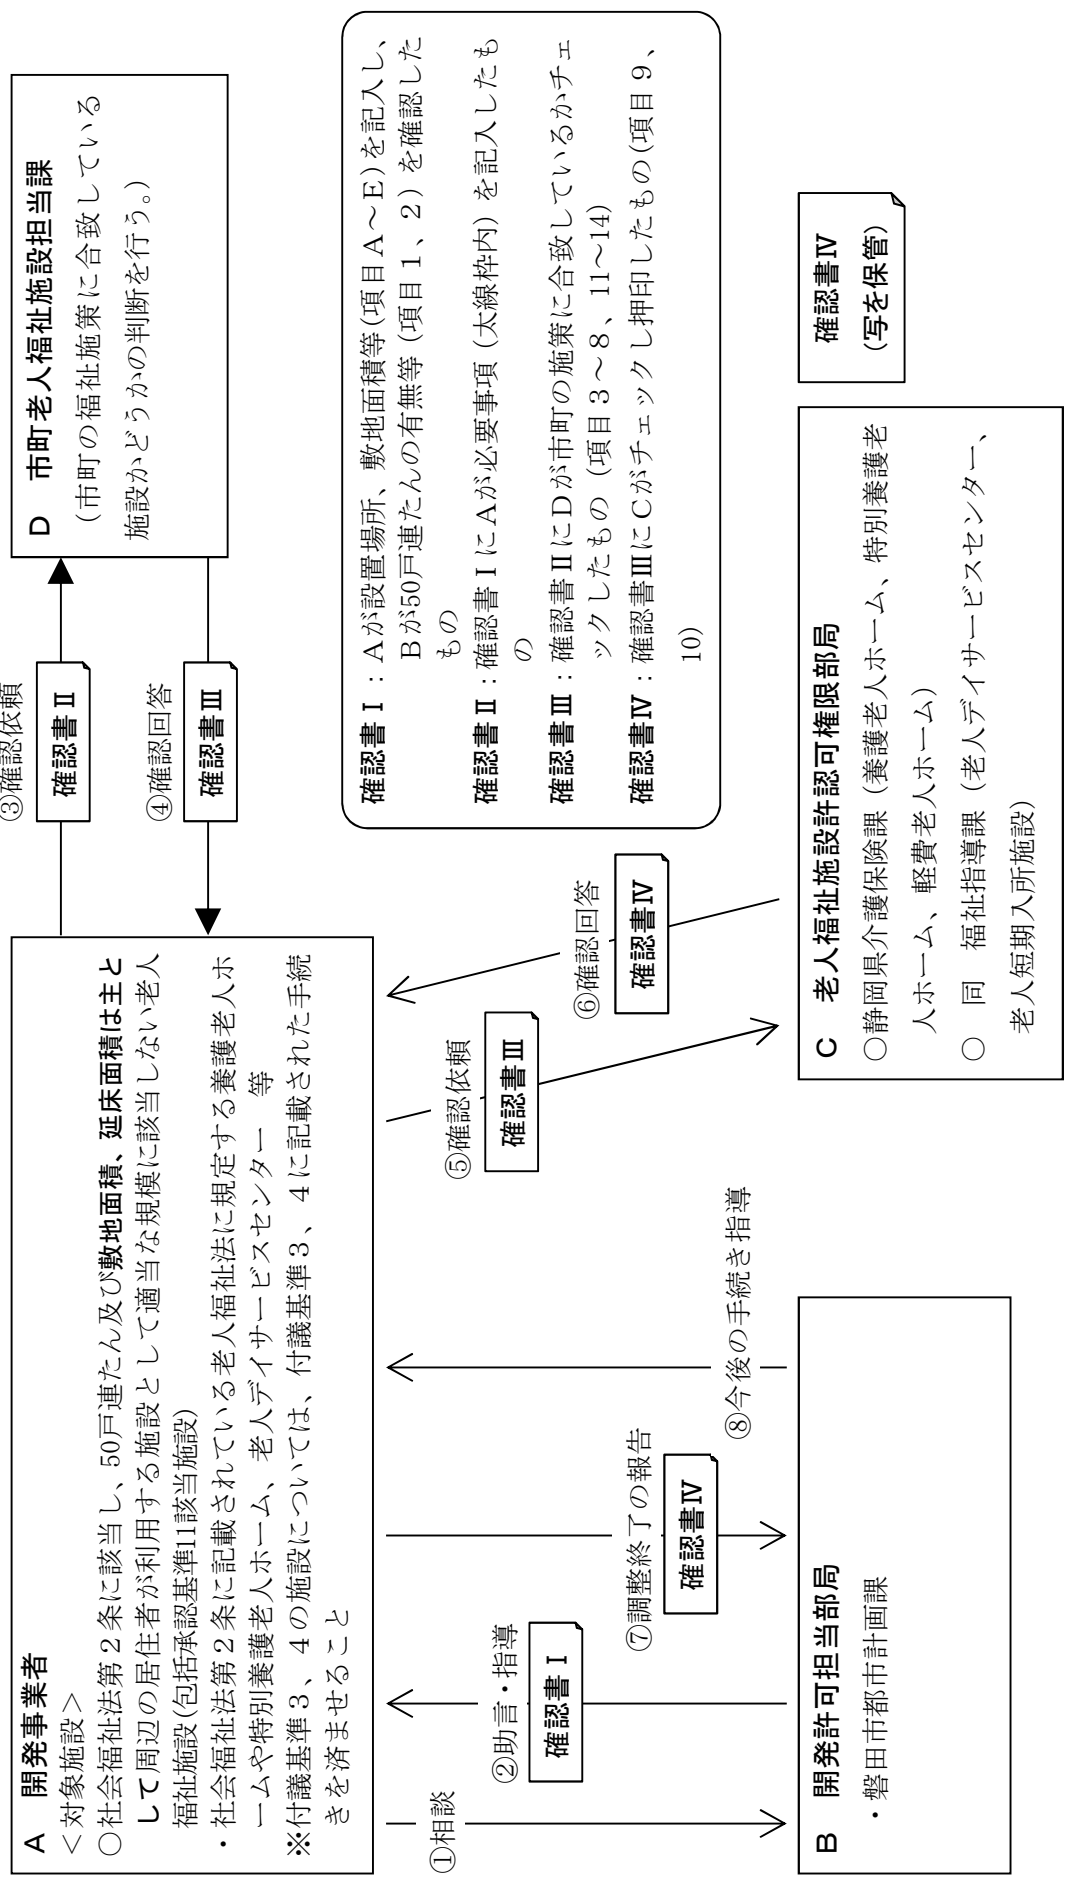 A　開発事業者
＜対象施設＞
○社会福祉法第２条に該当し、50戸連たん及び敷地面積、延床面積は主と
して周辺の居住者が利用する施設として適当な規模に該当しない老人
福祉施設(包括承認基準11該当施設)
・社会福祉法第２条に記載されている老人福祉法に規定する養護老人ホ
ームや特別養護老人ホーム、老人デイサービスセンター　等
※付議基準３、４の施設については、付議基準３、４に記載された手続
きを済ませること
③確認依頼
確認書Ⅱ
④確認回答
確認書Ⅲ
D　市町老人福祉施設担当課
（市町の福祉施策に合致している
施設かどうかの判断を行う。）
①相談
②助言・指導
確認書Ⅰ
⑦調整終了の報告
確認書Ⅳ
⑧今後の手続き指導
⑤確認依頼
確認書Ⅲ
⑥確認回答
確認書Ⅳ
確認書Ⅰ：Ａが設置場所、敷地面積等(項目Ａ～Ｅ)を記入し、
Ｂが50戸連たんの有無等（項目１、２）を確認した
もの
確認書Ⅱ：確認書ⅠにＡが必要事項（太線枠内）を記入したも
の
確認書Ⅲ：確認書ⅡにＤが市町の施策に合致しているかチェ
ックしたもの（項目３～８、11～14)
確認書Ⅳ：確認書ⅢにＣがチェックし押印したもの(項目９、
10)
B　開発許可担当部局
・磐田市都市計画課
C　老人福祉施設許認可権限部局
○静岡県介護保険課（養護老人ホーム、特別養護老
人ホーム、軽費老人ホーム）
○　同　福祉指導課（老人デイサービスセンター、
老人短期入所施設）
確認書Ⅳ
（写を保管）